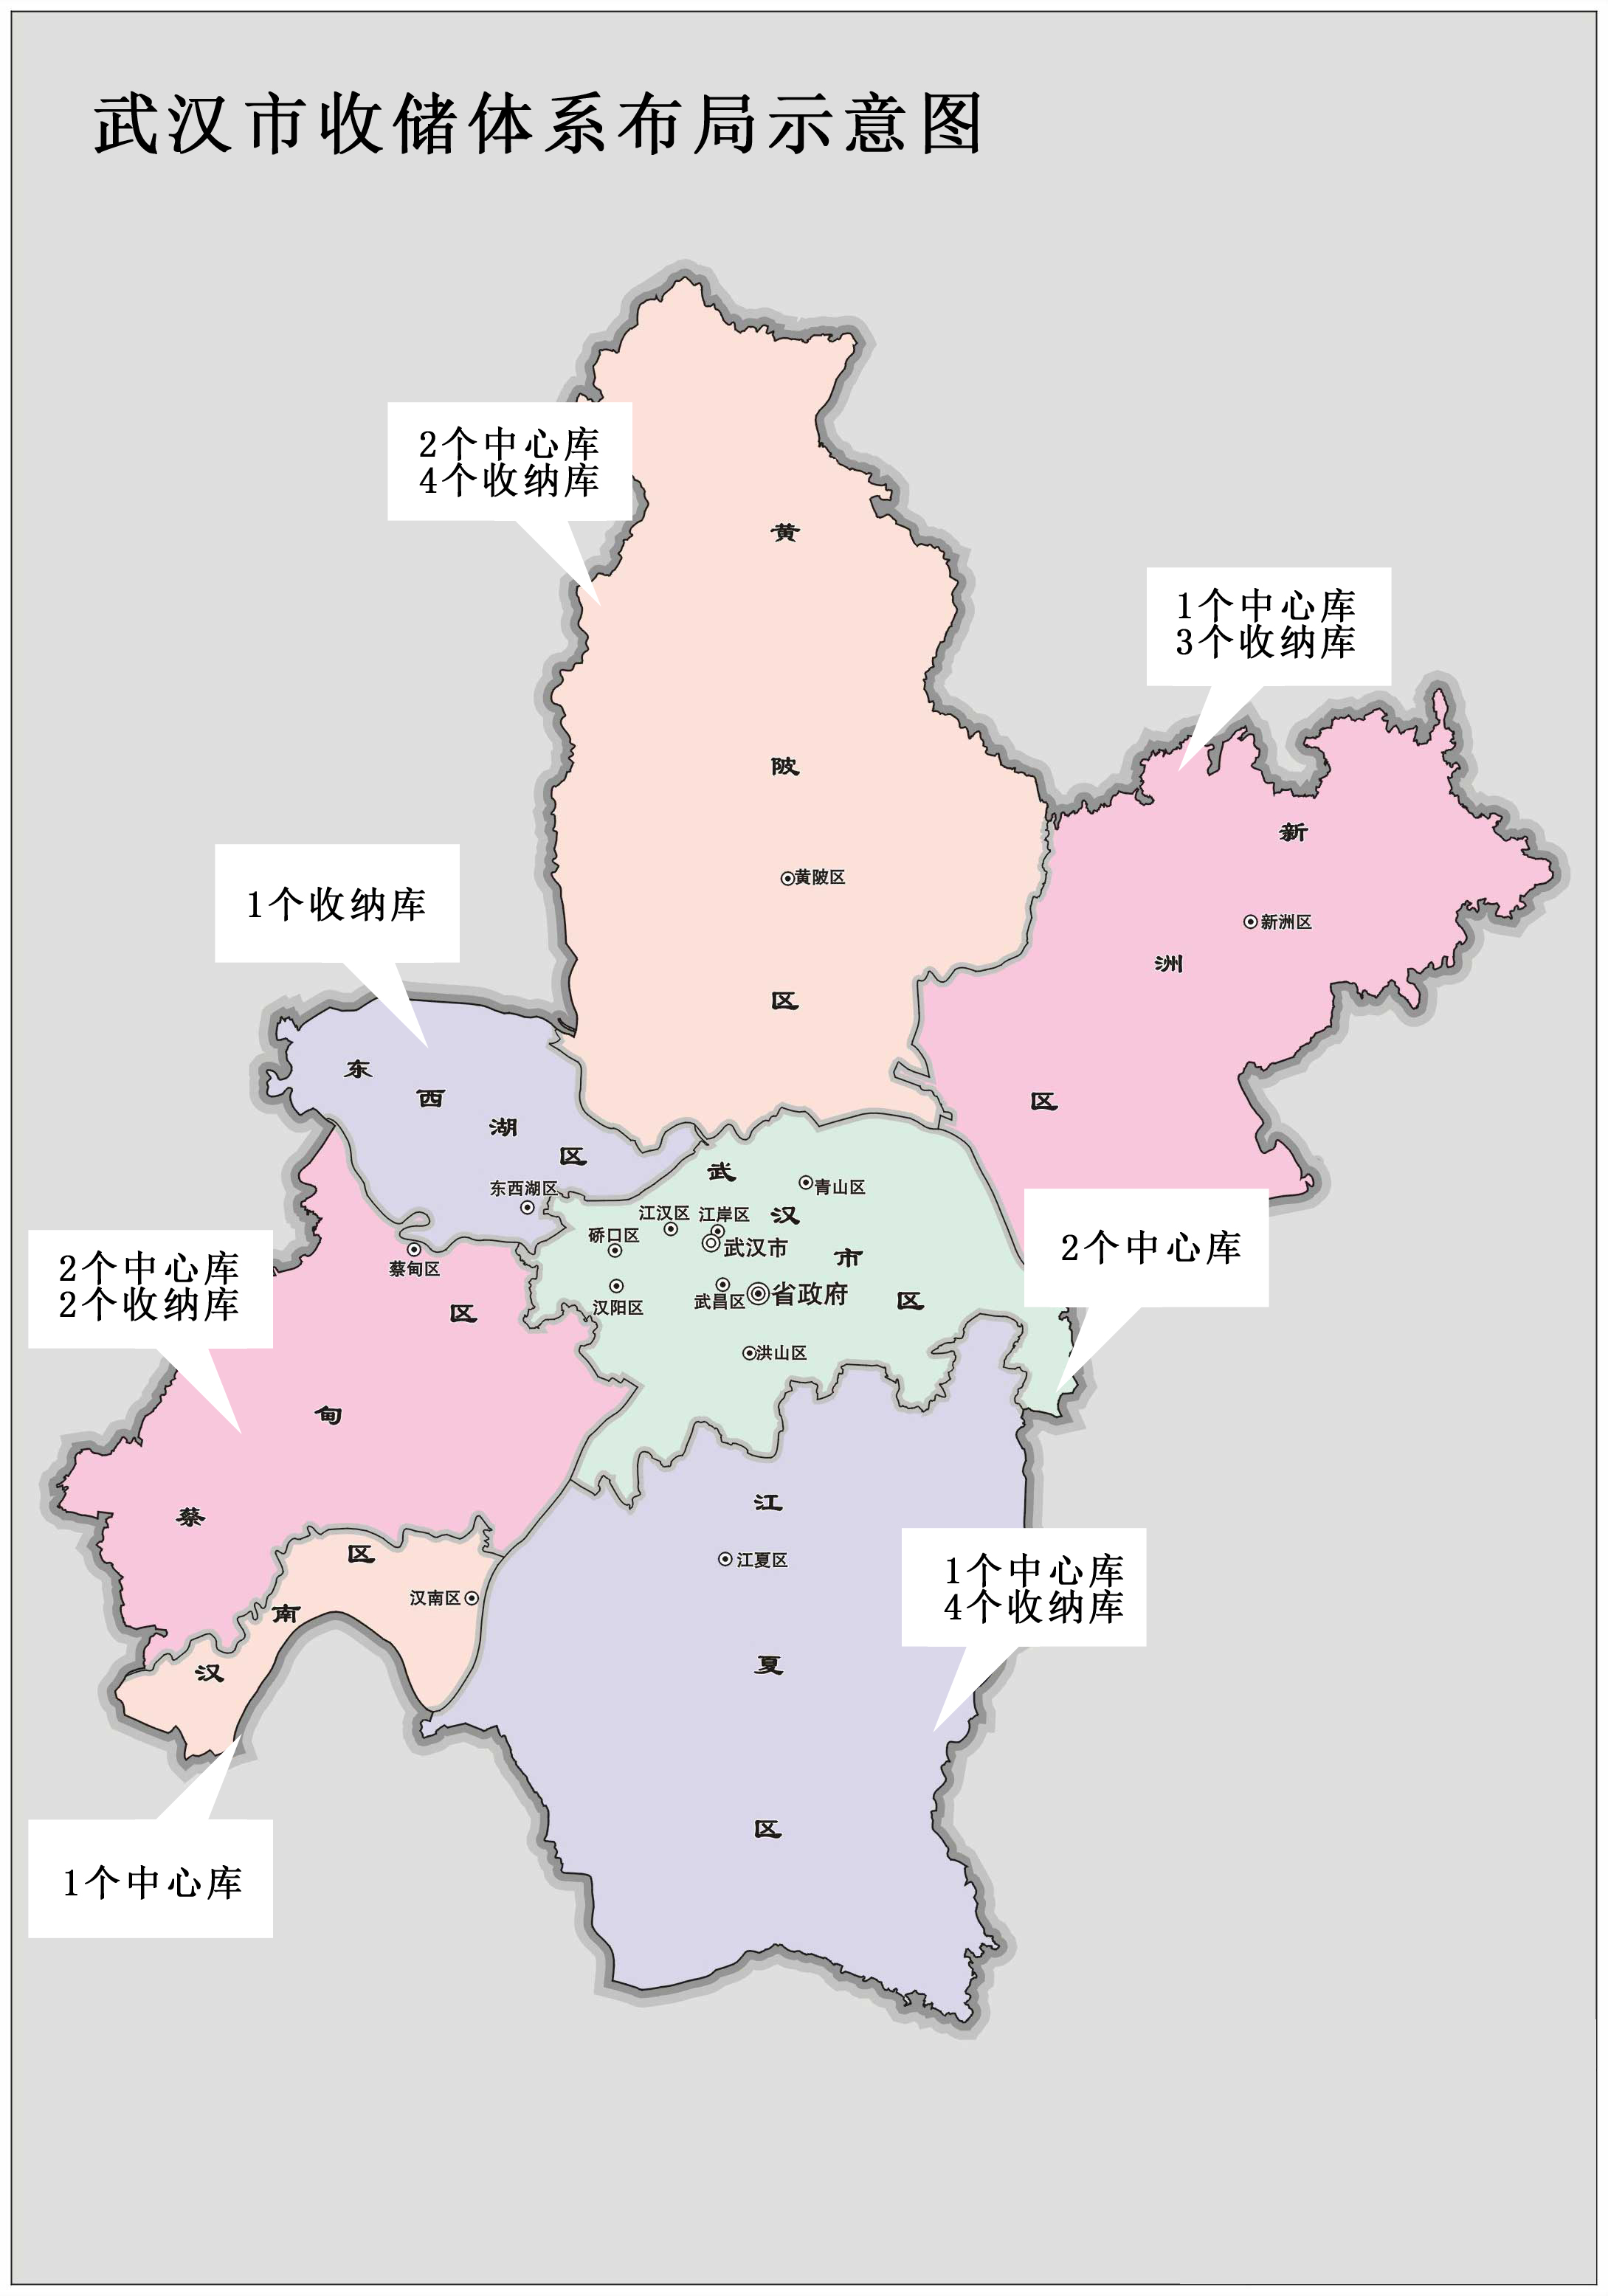 武汉市收储体系布局示意图
2个中心库
4个收纳库
黄陂区
黄陂区
1个中心库
3个收纳库
新洲区
新洲区
1个收纳库
东西湖区
东西湖区
2个中心库
2个收纳库
蔡甸区
蔡甸区
武汉市区
青山区
江汉区
江岸区
硚口区
武汉市
汉阳区
武昌区
省政府
洪山区
2个中心库
江夏区
江夏区
1个中心库
4个收纳库
汉南区
汉南区
1个中心库